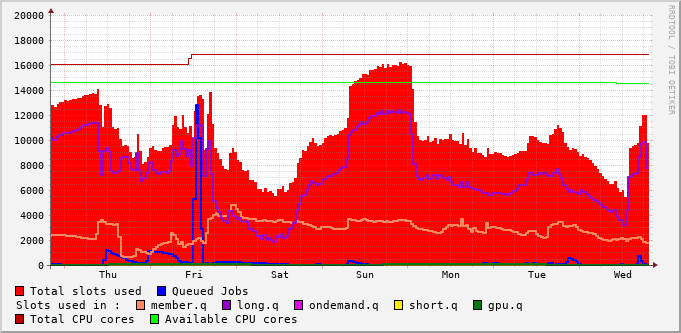 20000
18000
16000
14000
12000
10000
8000
6000
4000
2000
0
Thu Fri Sat Sun Mon Tue Wed
RRDTOOL / TOBI OETIKER
Total slots used Queued Jobs
Slots used in : member.q long.q ondemand.q short.q gpu.q
Total CPU cores Available CPU cores